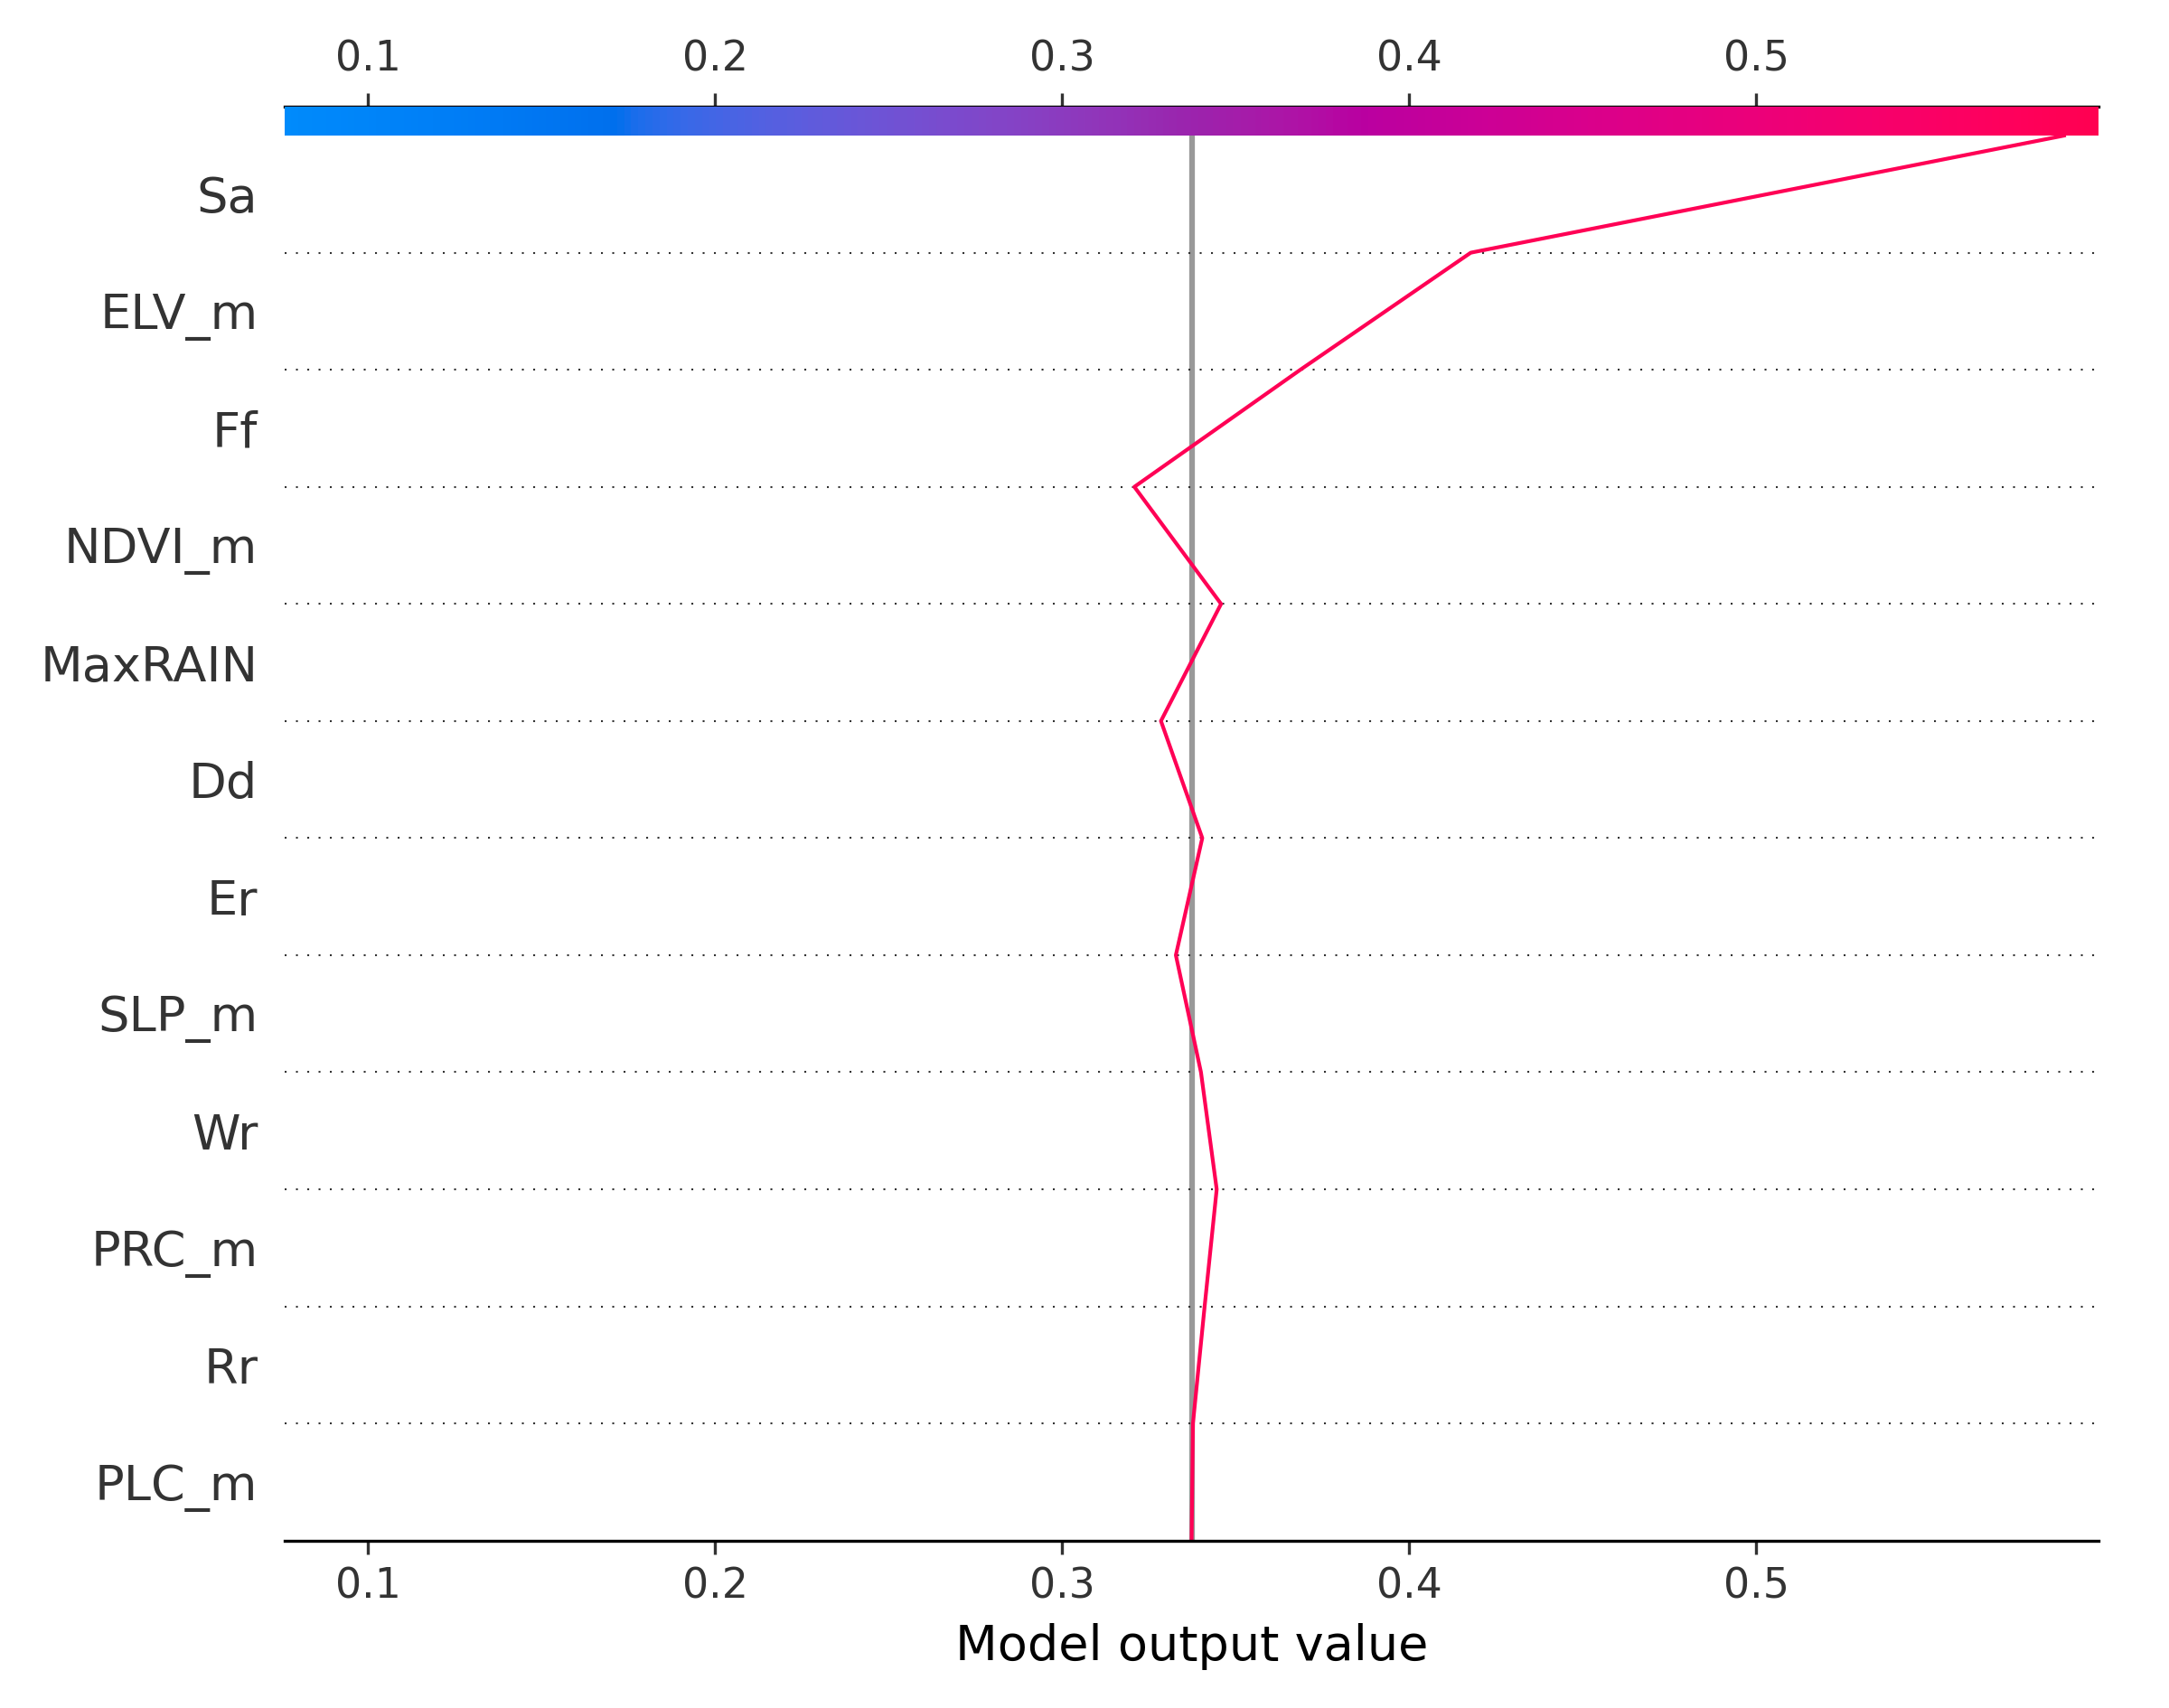 0.1 0.2 0.3 0.4 0.5
Sa
ELV_m
Ff
NDVI_m
MaxRAIN
Dd
Er
SLP_m
Wr
PRC_m
Rr
PLC_m
0.1 0.2 0.3 0.4 0.5
Model output value